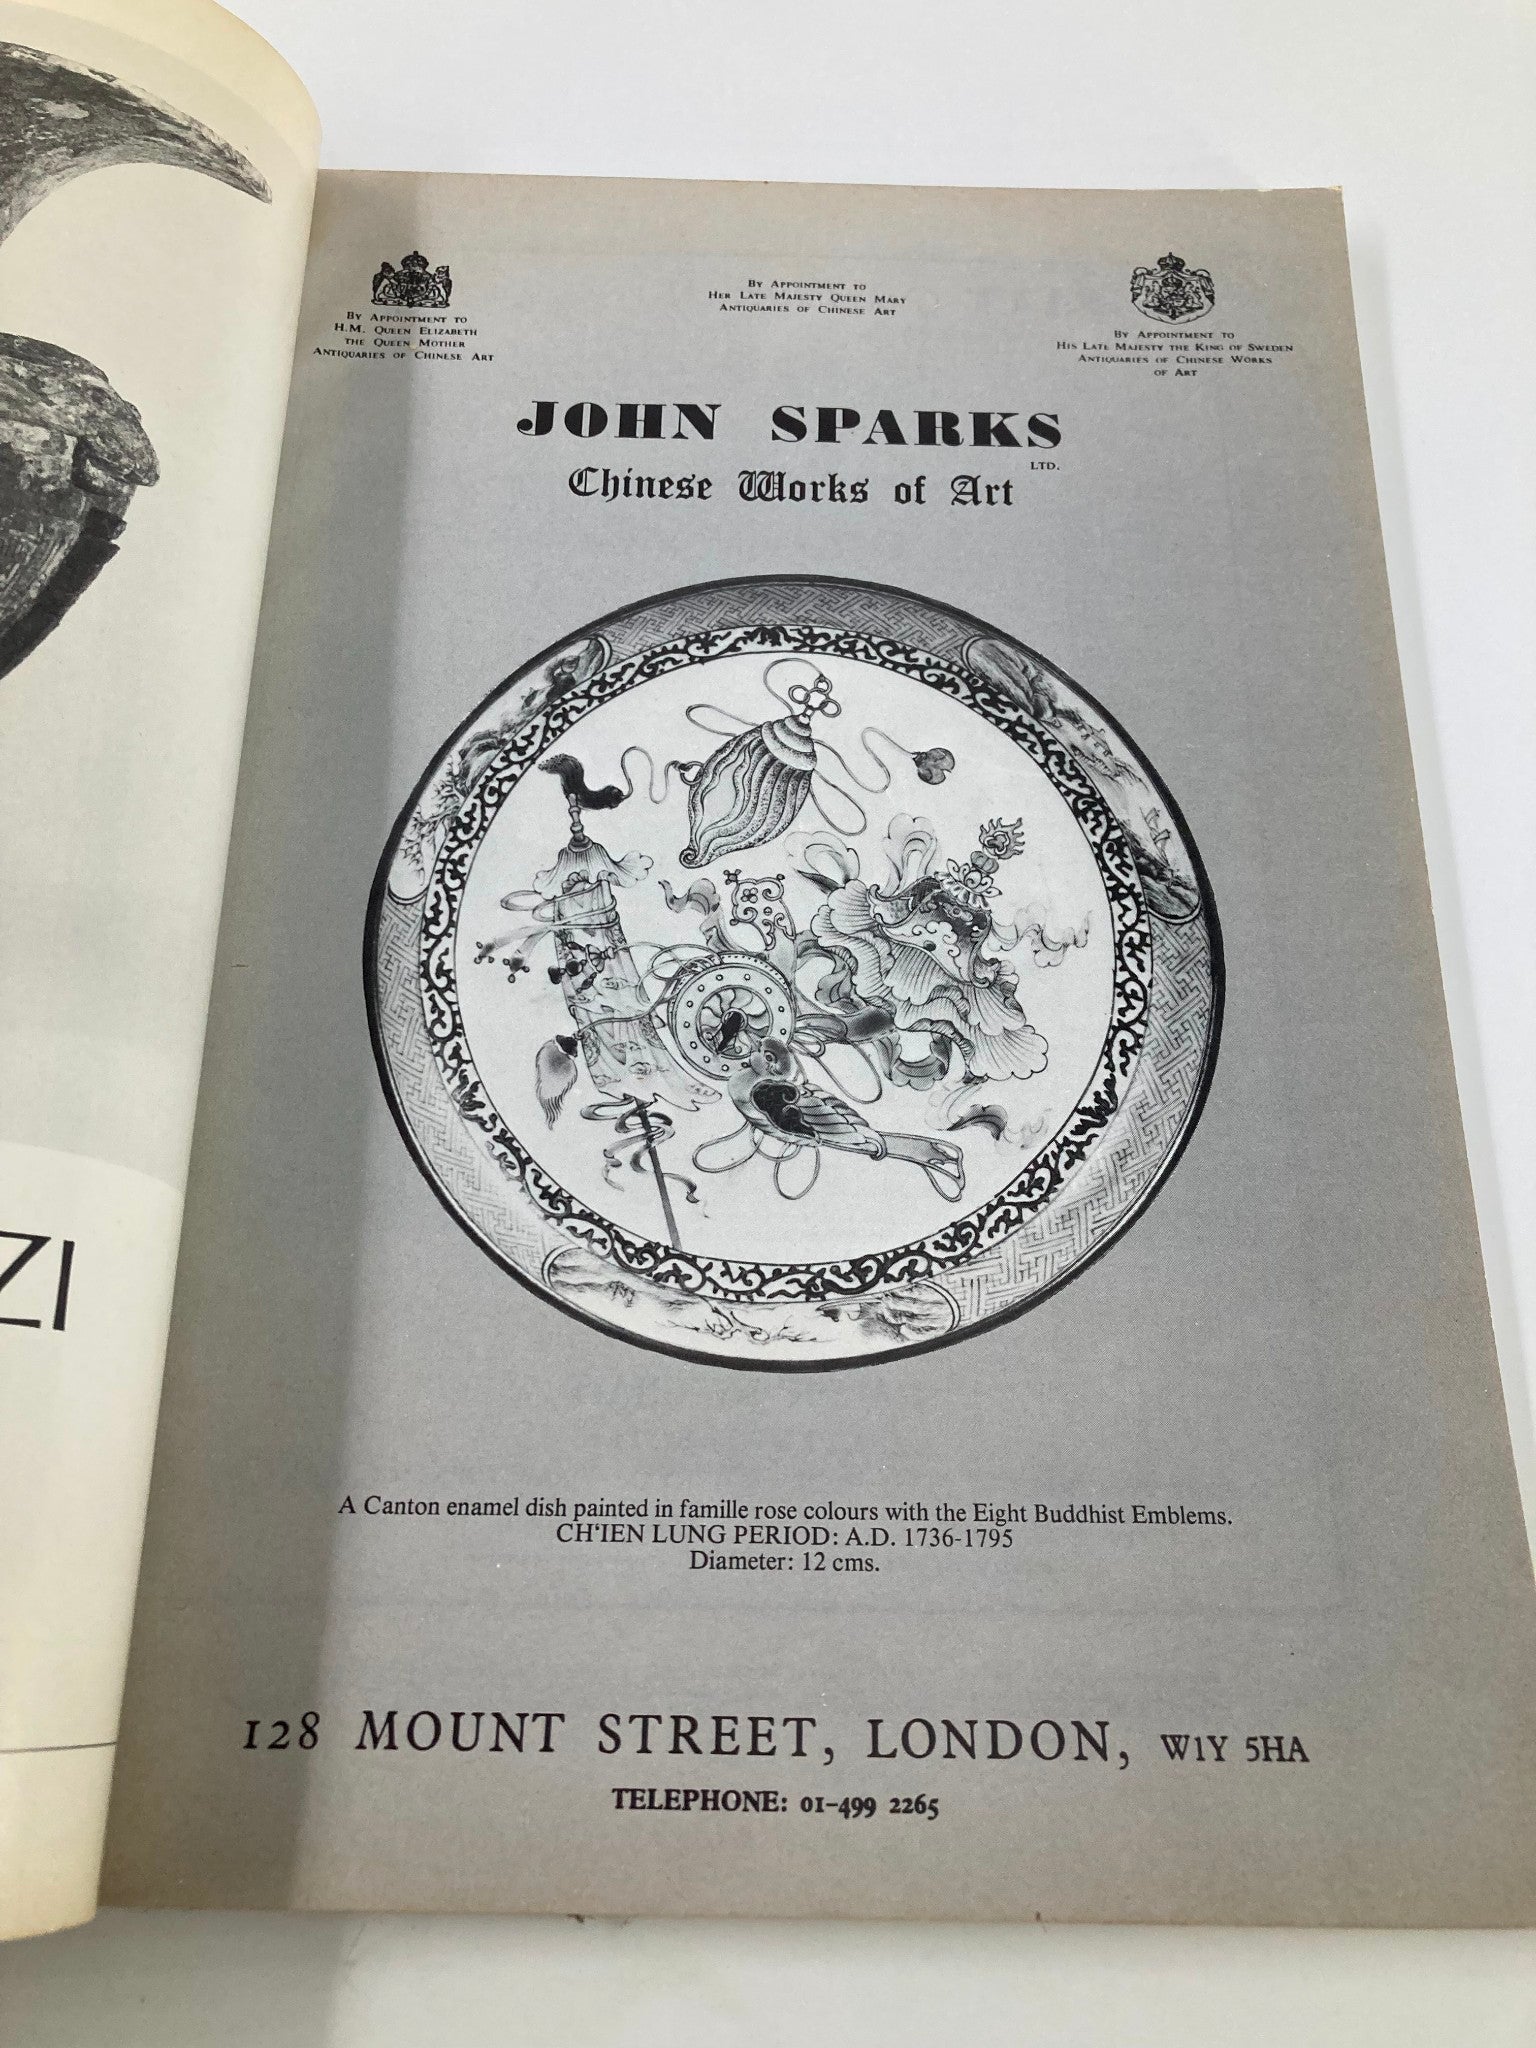 By Appointment to
H.M. Queen Elizabeth
the Queen Mother
Antiquaries of Chinese Art
By Appointment to
Her Late Majesty Queen Mary
Antiquaries of Chinese Art
By Appointment to
His Late Majesty the King of Sweden
Antiquaries of Chinese Works
of Art
JOHN SPARKS
LTD.
Chinese Works of Art
A Canton enamel dish painted in famille rose colours with the Eight Buddhist Emblems.
CH'IEN LUNG PERIOD: A.D. 1736-1795
Diameter: 12 cms.
128 MOUNT STREET, LONDON, W1Y 5HA
TELEPHONE: 01-499 2265
ZI